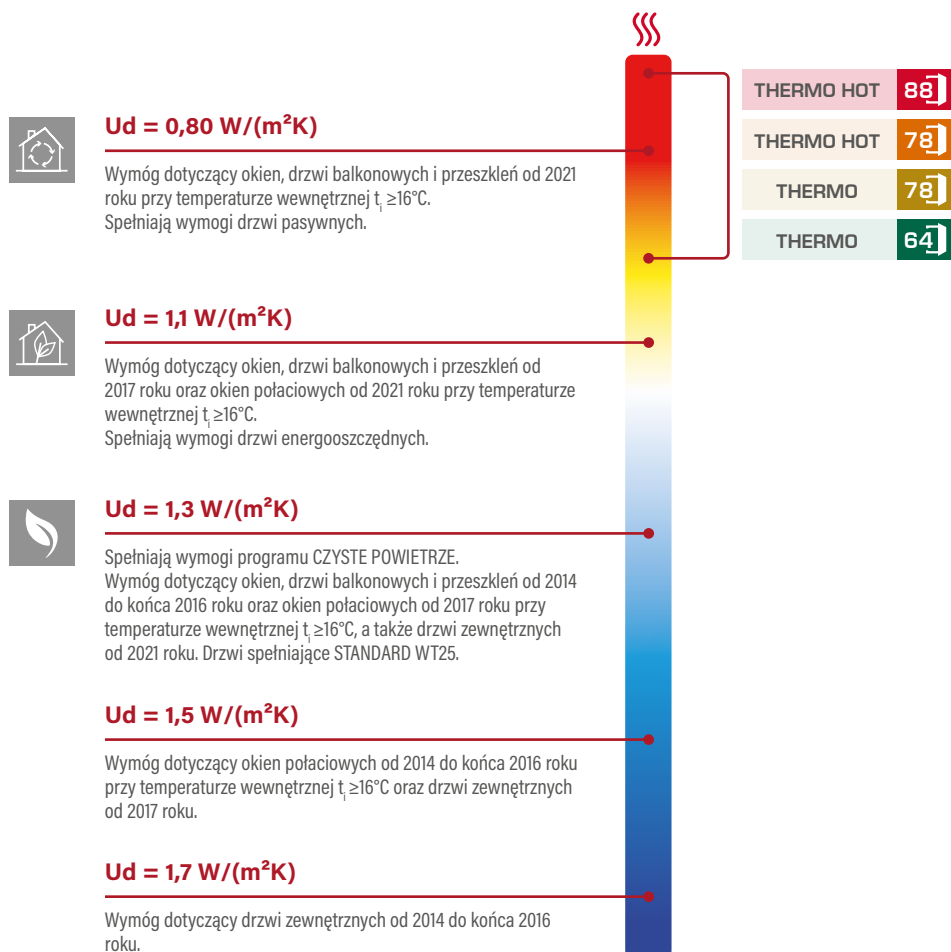 THERMO HOT 88
THERMO HOT 78
THERMO 78
THERMO 64
Ud = 0,80 W/(m²K)
Wymóg dotyczący okien, drzwi balkonowych i przeszkleń od 2021
roku przy temperaturze wewnętrznej tᵢ ≥16°C.
Spełniają wymogi drzwi pasywnych.
Ud = 1,1 W/(m²K)
Wymóg dotyczący okien, drzwi balkonowych i przeszkleń od
2017 roku oraz okien połaciowych od 2021 roku przy temperaturze
wewnętrznej tᵢ ≥16°C.
Spełniają wymogi drzwi energooszczędnych.
Ud = 1,3 W/(m²K)
Spełniają wymogi programu CZYSTE POWIETRZE.
Wymóg dotyczący okien, drzwi balkonowych i przeszkleń od 2014
do końca 2016 roku oraz okien połaciowych od 2017 roku przy
temperaturze wewnętrznej tᵢ ≥16°C, a także drzwi zewnętrznych
od 2021 roku. Drzwi spełniające STANDARD WT25.
Ud = 1,5 W/(m²K)
Wymóg dotyczący okien połaciowych od 2014 do końca 2016 roku
przy temperaturze wewnętrznej tᵢ ≥16°C oraz drzwi zewnętrznych
od 2017 roku.
Ud = 1,7 W/(m²K)
Wymóg dotyczący drzwi zewnętrznych od 2014 do końca 2016
roku.